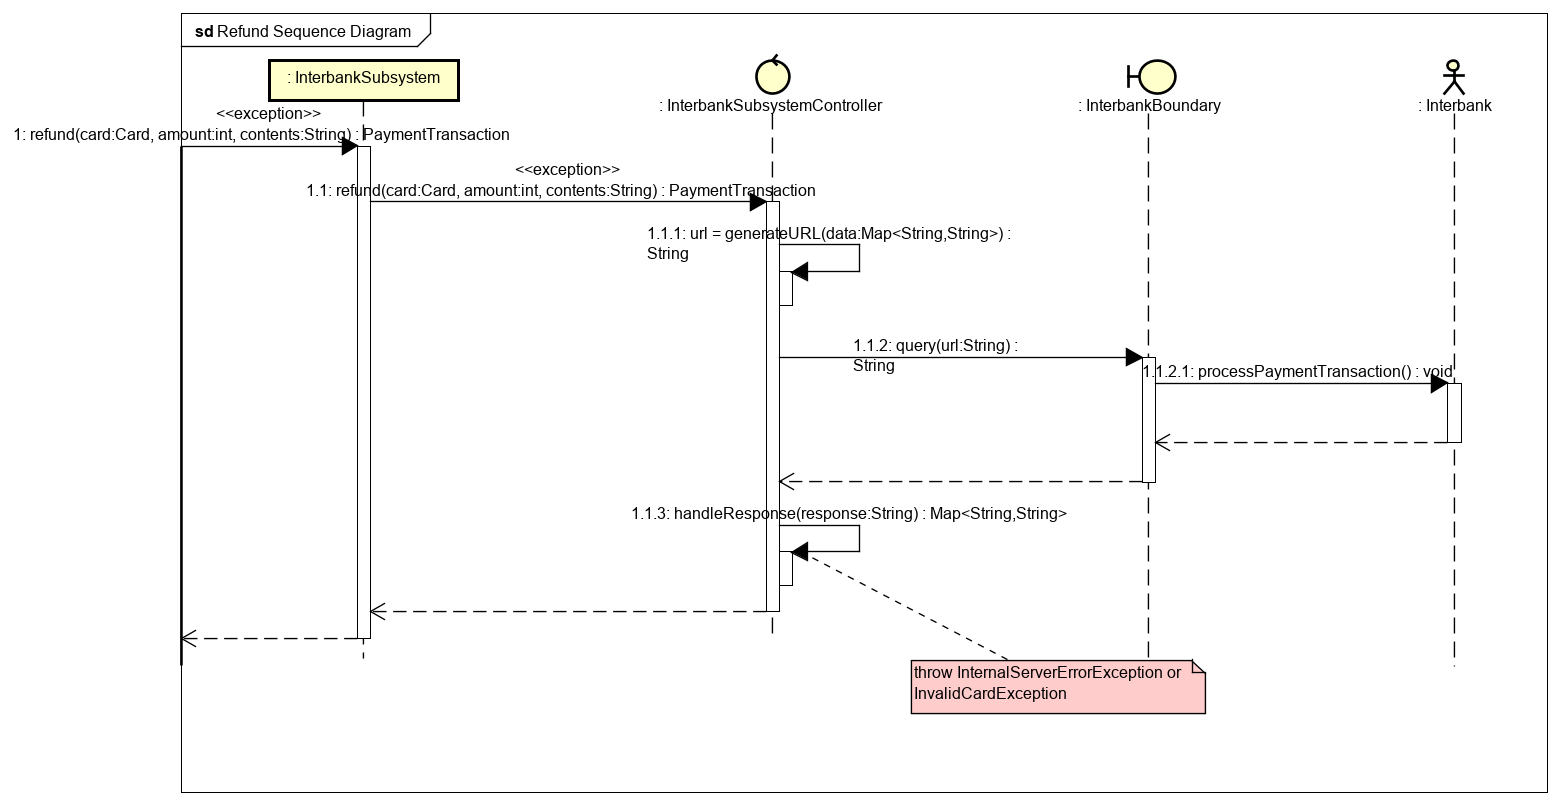 sd Refund Sequence Diagram
: InterbankSubsystem
: InterbankSubsystemController
: InterbankBoundary
: Interbank
<<exception>>
1: refund(card:Card, amount:int, contents:String) : PaymentTransaction
<<exception>>
1.1: refund(card:Card, amount:int, contents:String) : PaymentTransaction
1.1.1: url = generateURL(data:Map<String,String>) :
String
1.1.2: query(url:String) :
String
1.1.2.1: processPaymentTransaction() : void
1.1.3: handleResponse(response:String) : Map<String,String>
throw InternalServerErrorException or
InvalidCardException